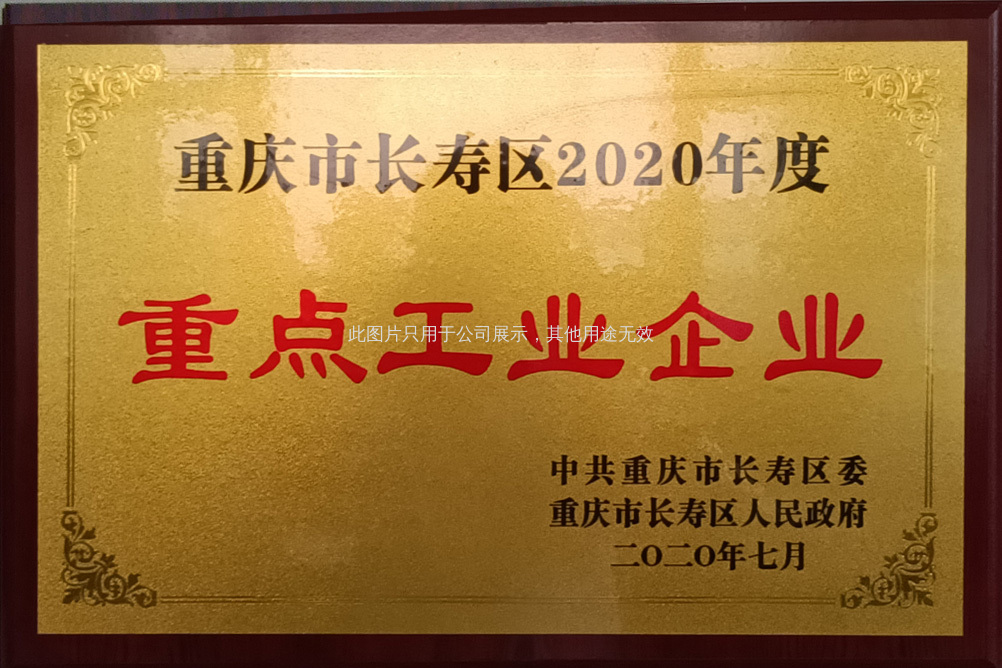 重庆市长寿区2020年度
重点工业企业
此图片只用于公司展示，其他用途无效
中共重庆市长寿区委
重庆市长寿区人民政府
二〇二〇年七月